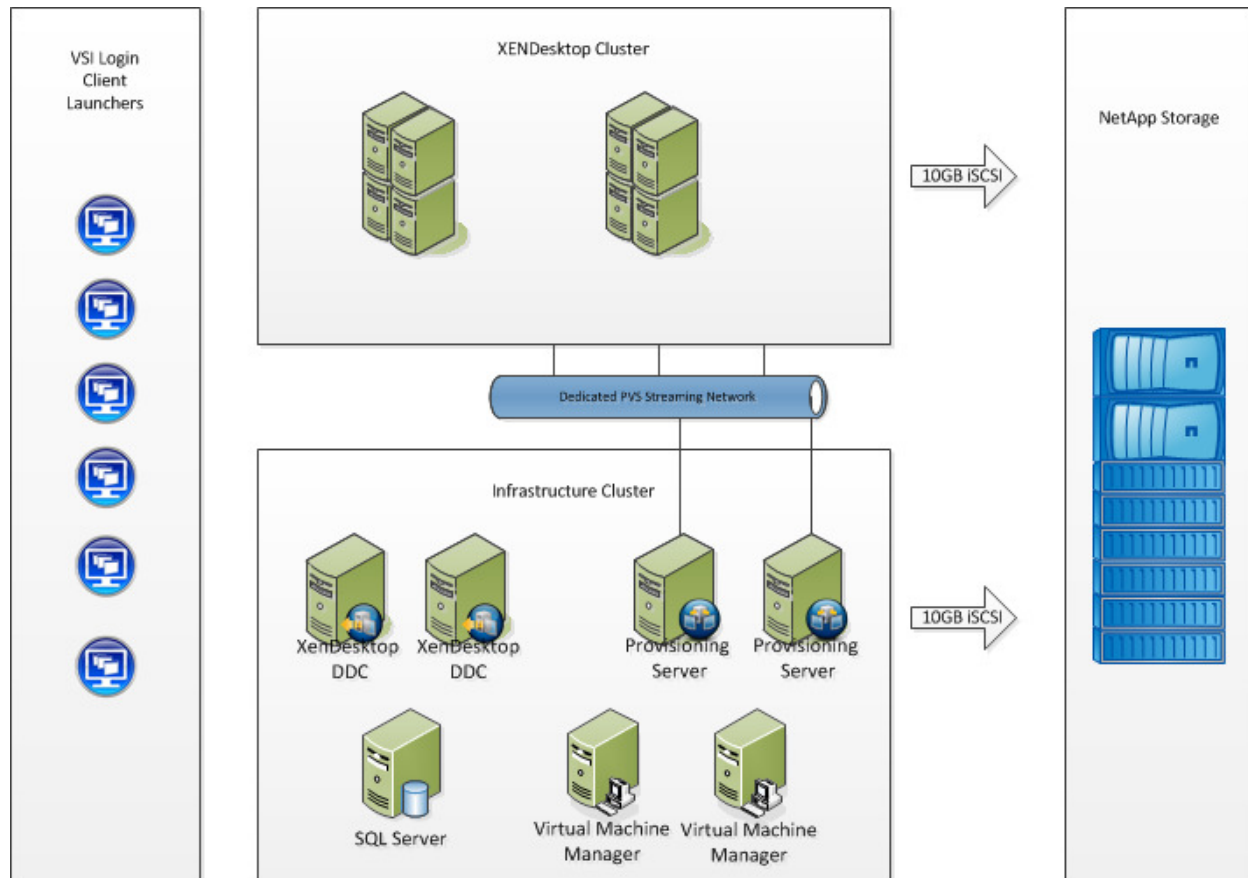 VSI Login
Client
Launchers
XENDesktop Cluster
10GB iSCSI
NetApp Storage
Dedicated PVS Streaming Network
Infrastructure Cluster
XenDesktop
DDC
XenDesktop
DDC
Provisioning
Server
Provisioning
Server
10GB iSCSI
SQL Server
Virtual Machine
Manager
Virtual Machine
Manager